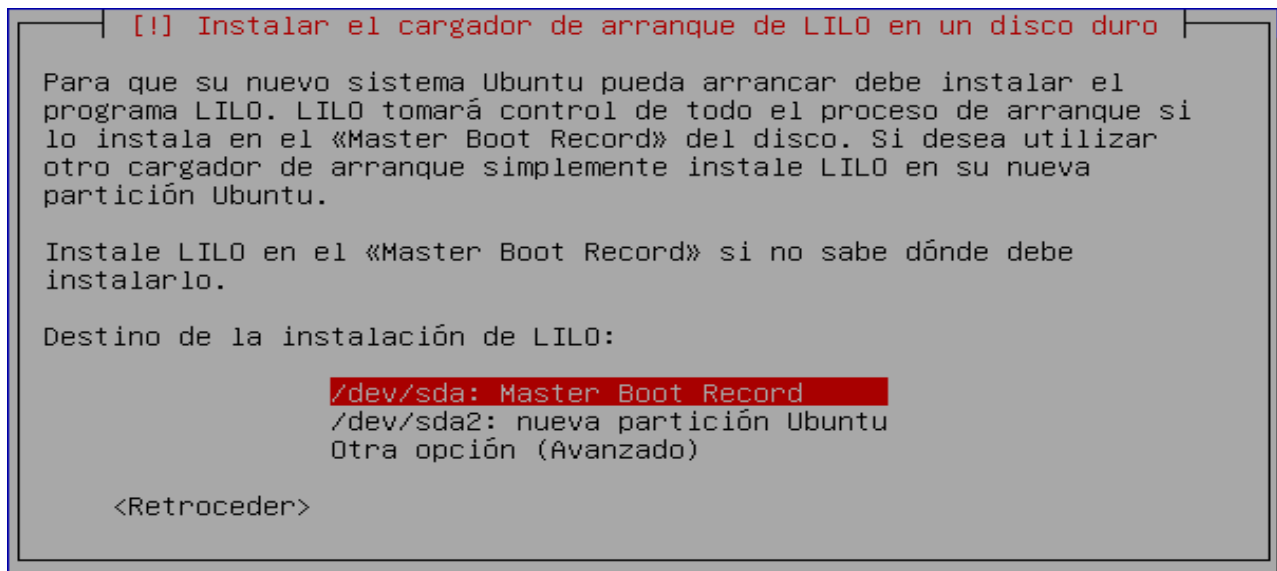 [!] Instalar el cargador de arranque de LILO en un disco duro
Para que su nuevo sistema Ubuntu pueda arrancar debe instalar el
programa LILO. LILO tomará control de todo el proceso de arranque si
lo instala en el «Master Boot Record» del disco. Si desea utilizar
otro cargador de arranque simplemente instale LILO en su nueva
partición Ubuntu.
Instale LILO en el «Master Boot Record» si no sabe dónde debe
instalarlo.
Destino de la instalación de LILO:
/dev/sda: Master Boot Record
/dev/sda2: nueva partición Ubuntu
Otra opción (Avanzado)
<Retroceder>